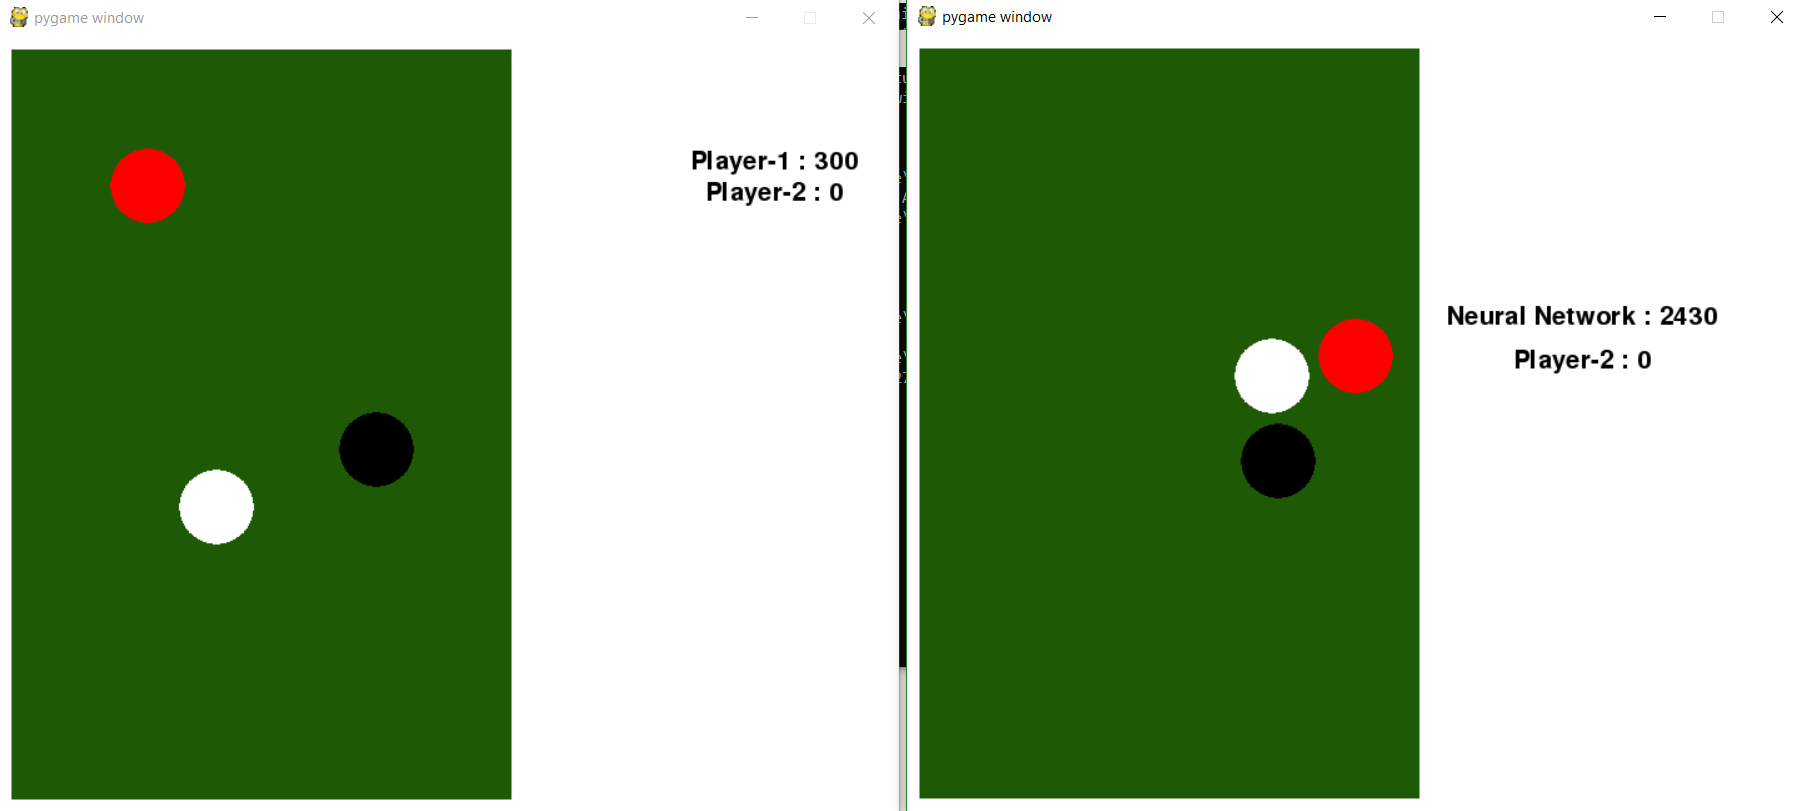 pygame window
Player-1 : 300
Player-2 : 0
pygame window
Neural Network : 2430
Player-2 : 0